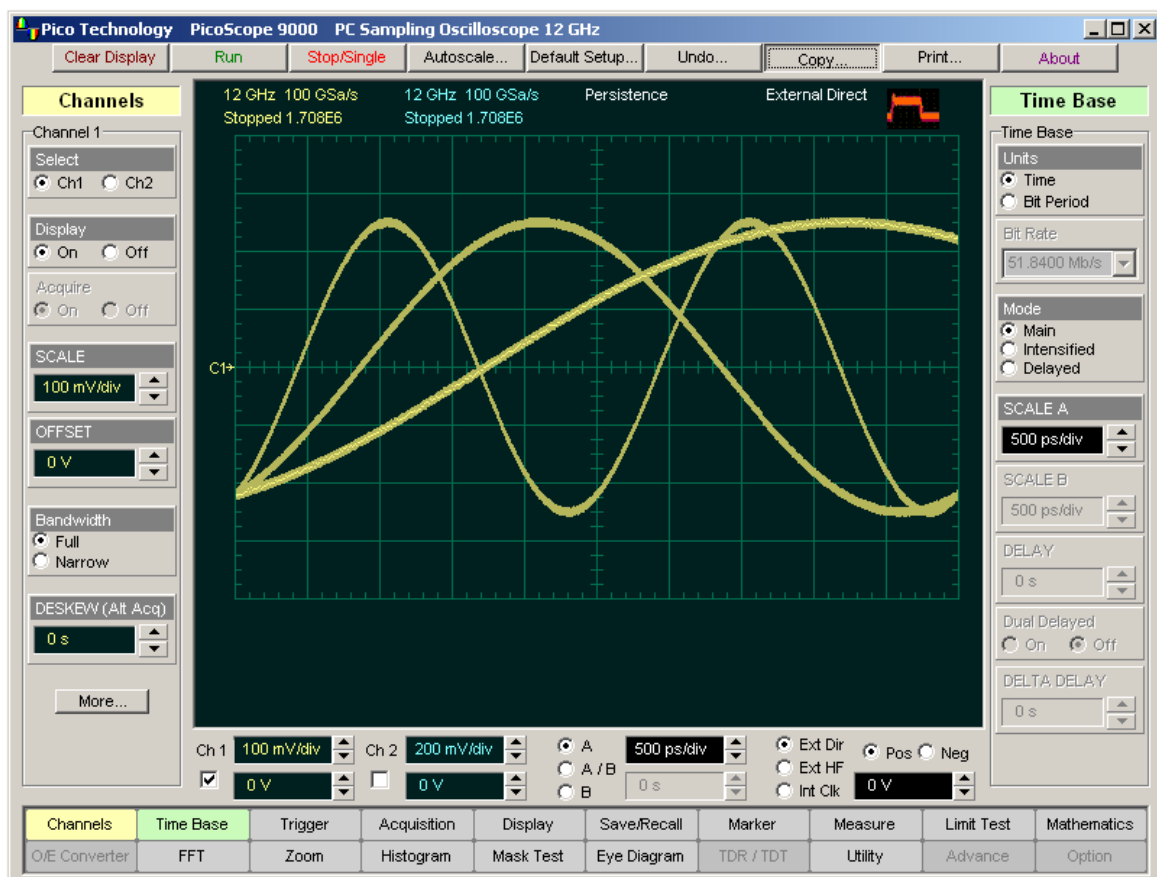 Pico Technology PicoScope 9000 PC Sampling Oscilloscope 12 GHz
Clear Display Run Stop/Single Autoscale... Default Setup... Undo... Copy... Print... About
Channels
Channel 1
Select
Ch1 Ch2
Display
On Off
Acquire
On Off
SCALE
100 mV/div
OFFSET
0 V
Bandwidth
Full
Narrow
DESKEW (Alt Acq)
0 s
More...
12 GHz 100 GSa/s 12 GHz 100 GSa/s Persistence External Direct
Stopped 1.708E6 Stopped 1.708E6
C1
Time Base
Time Base
Units
Time
Bit Period
Bit Rate
51.8400 Mb/s
Mode
Main
Intensified
Delayed
SCALE A
500 ps/div
SCALE B
500 ps/div
DELAY
0 s
Dual Delayed
On Off
DELTA DELAY
0 s
Ch 1 100 mV/div Ch 2 200 mV/div A 500 ps/div Ext Dir Pos Neg
A / B Ext HF
0 V 0 V B 0 s Int Clk 0 V
Channels Time Base Trigger Acquisition Display Save/Recall Marker Measure Limit Test Mathematics
O/E Converter FFT Zoom Histogram Mask Test Eye Diagram TDR / TDT Utility Advance Option